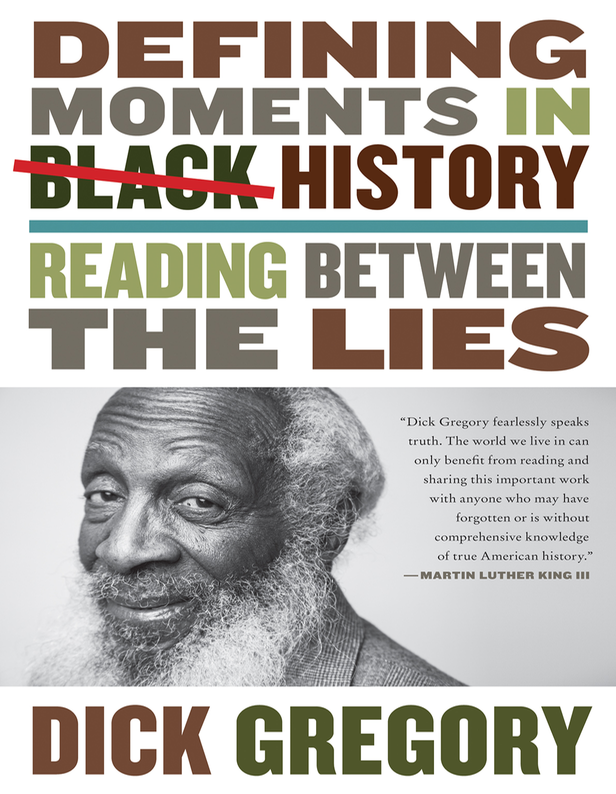 DEFINING
MOMENTS IN
BLACK HISTORY
READING BETWEEN
THE LIES
“Dick Gregory fearlessly speaks
truth. The world we live in can
only benefit from reading and
sharing this important work
with anyone who may have
forgotten or is without
comprehensive knowledge
of true American history.”
—MARTIN LUTHER KING III
DICK GREGORY